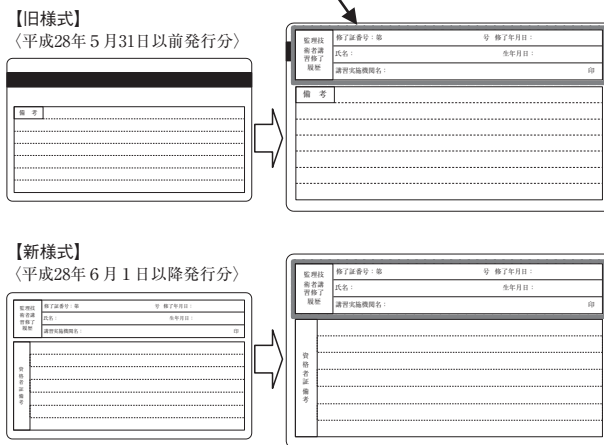 【旧様式】
〈平成28年5月31日以前発行分〉
備 考
監理技術者講習修了履歴
修了証番号：第 号 修了年月日：
氏名： 生年月日：
講習実施機関名： 印
備 考
【新様式】
〈平成28年6月1日以降発行分〉
監理技術者講習修了履歴
修了証番号：第 号 修了年月日：
氏名： 生年月日：
講習実施機関名： 印
資格者証備考
監理技術者講習修了履歴
修了証番号：第 号 修了年月日：
氏名： 生年月日：
講習実施機関名： 印
資格者証備考